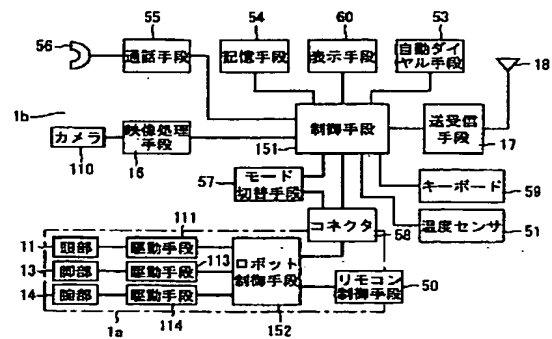 55
54
60
53
56
通話手段
記憶手段
表示手段
自動ダイ
ヤル手段
18
1b
カメラ
映像処理
手段
制御手段
送受信
手段
110
16
151
17
57
モード
切替手段
キーボード
59
111
コネクタ
58
温度センサ
51
11
頭部
駆動手段
113
ロボット
制御手段
13
脚部
駆動手段
リモコン
制御手段
50
14
腕部
駆動手段
114
152
1a